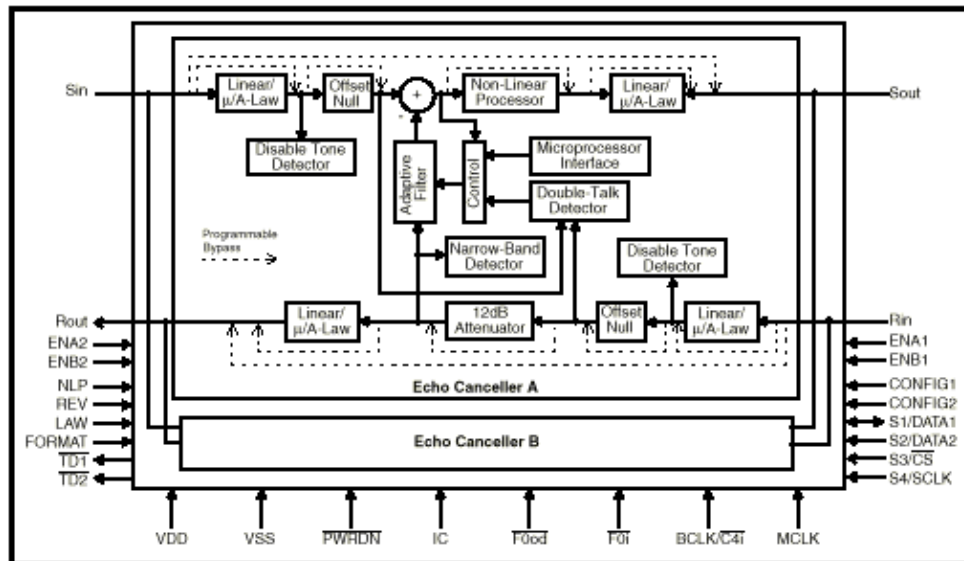 Sin
Linear/
μ/A-Law
Offset
Null
+
-
Non-Linear
Processor
Linear/
μ/A-Law
Sout
Disable Tone
Detector
Adaptive
Filter
Control
Microprocessor
Interface
Double-Talk
Detector
Programmable
Bypass
Narrow-Band
Detector
Disable Tone
Detector
Rout
Linear/
μ/A-Law
12dB
Attenuator
Offset
Null
Linear/
μ/A-Law
Rin
ENA2
ENB2
NLP
REV
LAW
FORMAT
TD1
TD2
Echo Canceller A
Echo Canceller B
ENA1
ENB1
CONFIG1
CONFIG2
S1/DATA1
S2/DATA2
S3/CS
S4/SCLK
VDD
VSS
PWRDN
IC
F0od
F0i
BCLK/C4i
MCLK